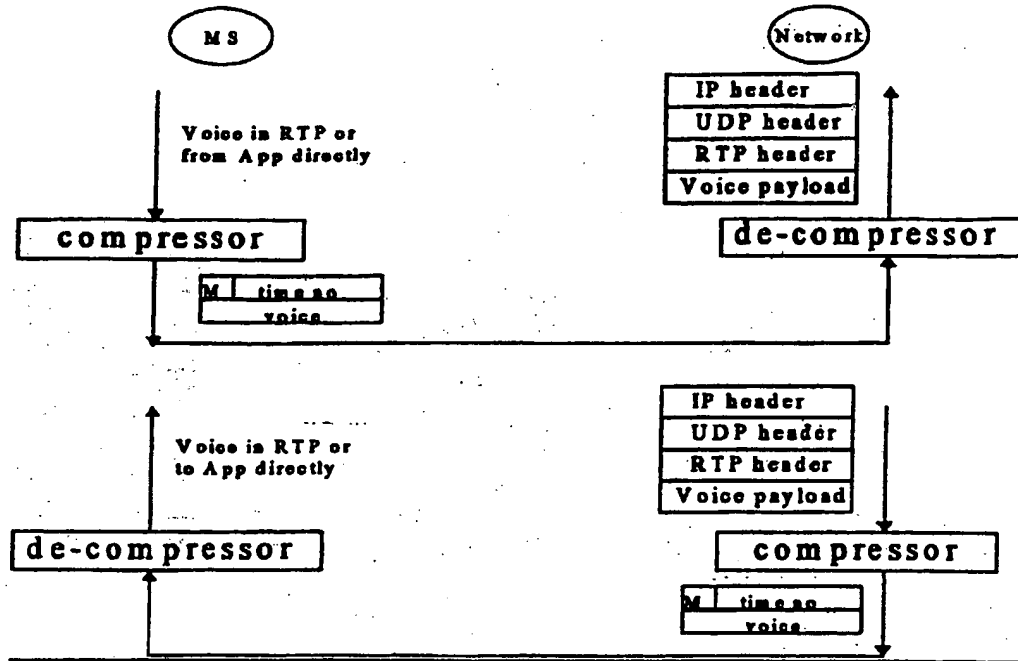 MS
Network
Voice in RTP or
from App directly
IP header
UDP header
RTP header
Voice payload
compressor
de-compressor
M time no
voice
Voice in RTP or
to App directly
IP header
UDP header
RTP header
Voice payload
de-compressor
compressor
M time no
voice